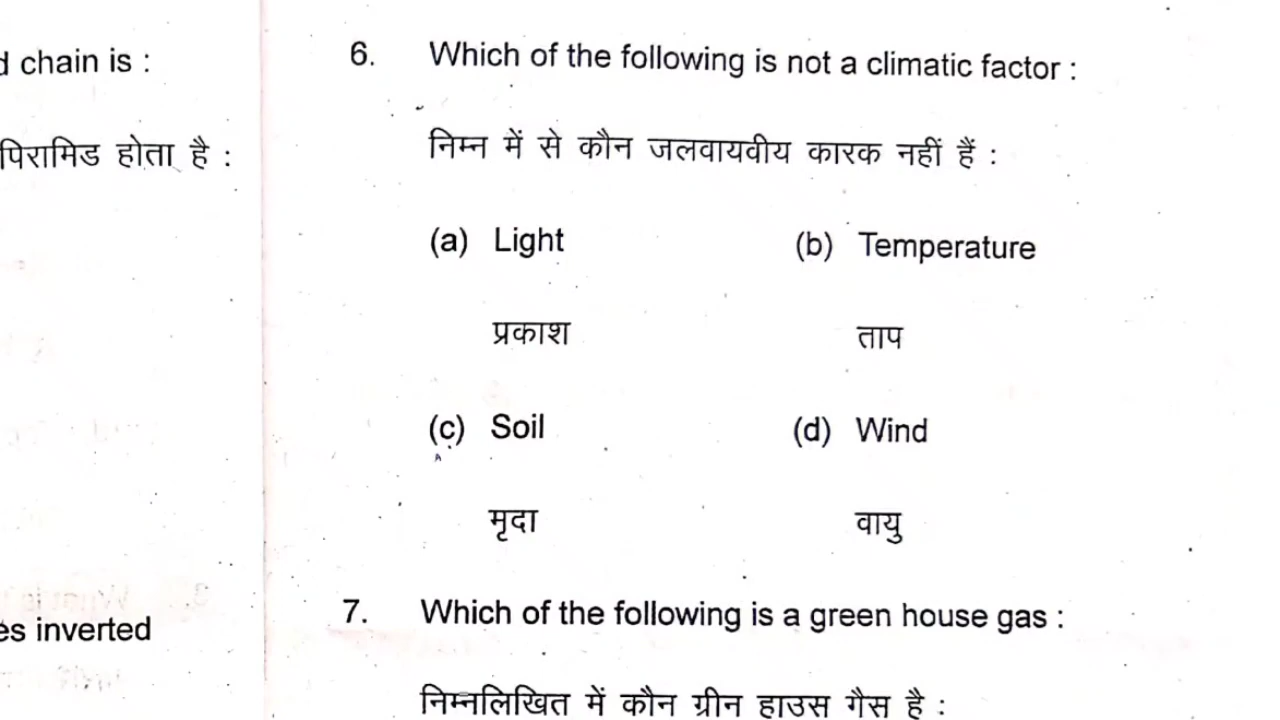 chain is :
पिरामिड होता है :
es inverted
6. Which of the following is not a climatic factor :
निम्न में से कौन जलवायवीय कारक नहीं हैं :
(a) Light (b) Temperature
प्रकाश ताप
(c) Soil (d) Wind
मृदा वायु
7. Which of the following is a green house gas :
निम्नलिखित में कौन ग्रीन हाउस गैस है :